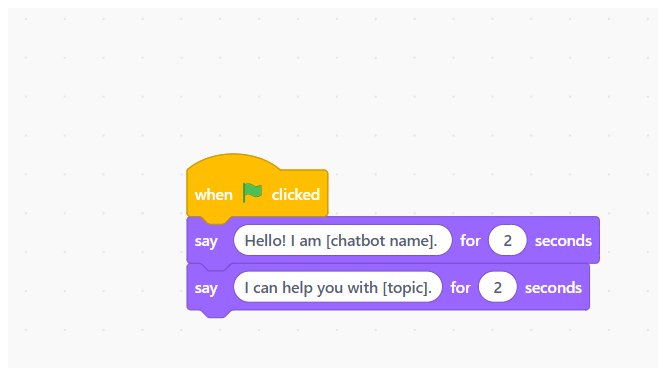 when clicked
say Hello! I am [chatbot name]. for 2 seconds
say I can help you with [topic]. for 2 seconds